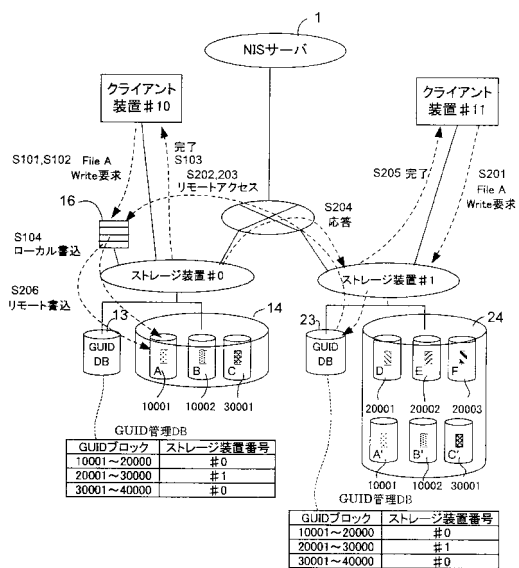 1
NISサーバ
クライアント
装置#10
クライアント
装置#11
完了
S103
S101,S102 File A
Write要求
S202,203
リモートアクセス
S205 完了
S201
File A
Write要求
16
S204
応答
S104
ローカル書込
ストレージ装置#0
ストレージ装置#1
S206
リモート書込
13
14
23
24
GUID
DB
A
B
C
10001
10002
30001
GUID
DB
D
E
F
20001
20002
20003
A'
B'
C'
10001
10002
30001
GUID管理DB
GUIDブロック ストレージ装置番号
10001~20000 #0
20001~30000 #1
30001~40000 #0
GUID管理DB
GUIDブロック ストレージ装置番号
10001~20000 #0
20001~30000 #1
30001~40000 #0